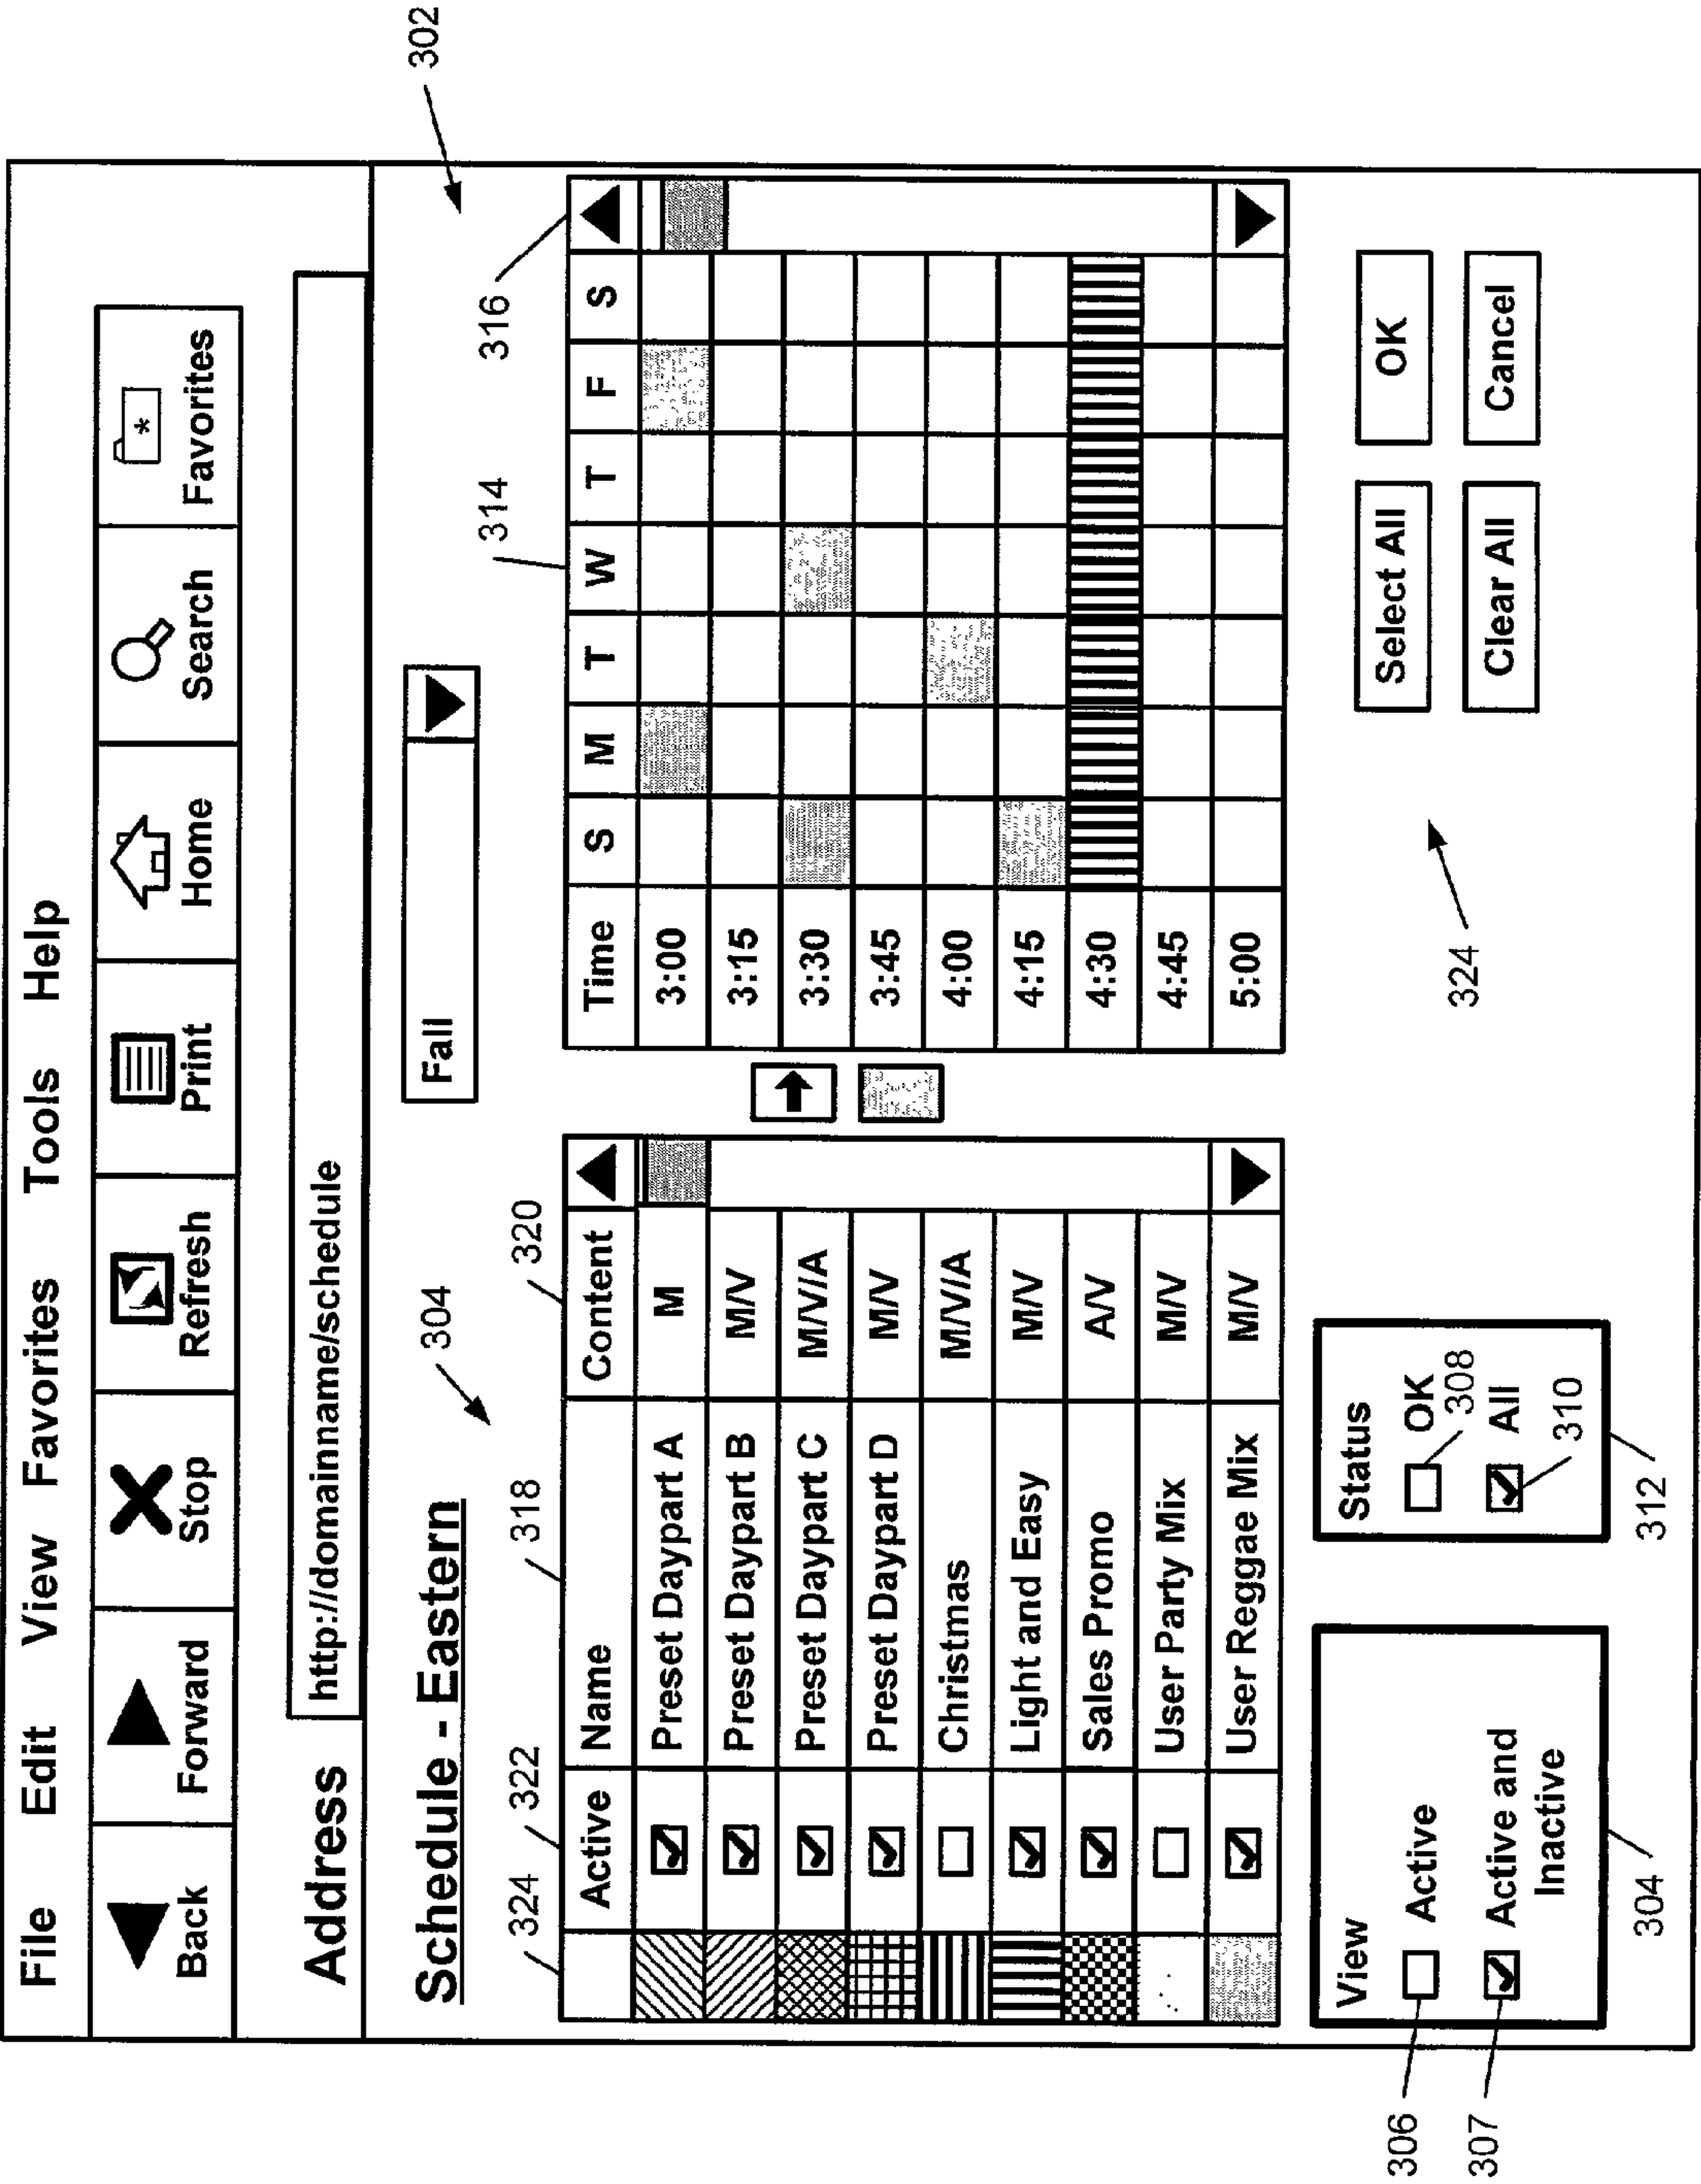 File Edit View Favorites Tools Help
Back Forward Stop Refresh Print Home Search * Favorites
Address http://domainname/schedule
302
Schedule - Eastern
Fall
304
324 322 318 320 314 316
Active Name Content
Preset Daypart A M
Preset Daypart B M/V
Preset Daypart C M/V/A
Preset Daypart D M/V
Christmas M/V/A
Light and Easy M/V
Sales Promo A/V
User Party Mix M/V
User Reggae Mix M/V
Time S M T W T F S
3:00
3:15
3:30
3:45
4:00
4:15
4:30
4:45
5:00
View
306
Active
307
Active and
Inactive
304
Status
OK
308
All
310
312
324
Select All OK
Clear All Cancel